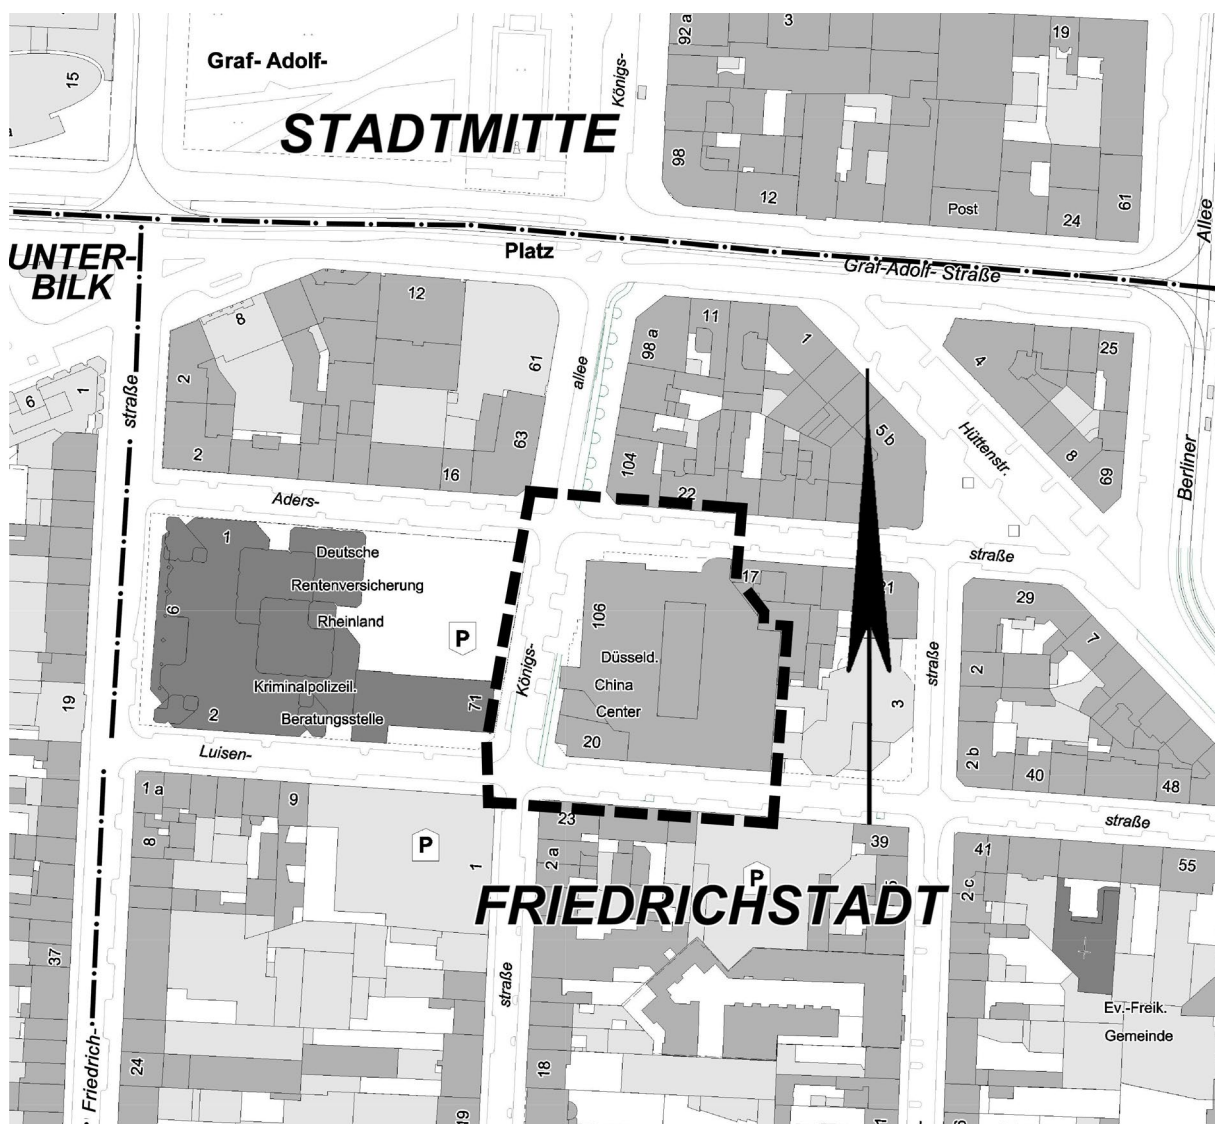 92 a
3
19
Graf- Adolf-
Königs-
15
STADTMITTE
98
12
Post
24
61
Allee
UNTER-
BILK
Platz
Graf-Adolf- Straße
8
12
61
allee
98 a
11
1
4
25
6
1
straße
2
2
16
63
104
22
5 b
Hüttenstr.
8
69
Berliner
Aders-
straße
1
Deutsche
Rentenversicherung
Rheinland
6
P
Kriminalpolizeil.
Beratungsstelle
2
71
Königs-
106
17
Düsseld.
China
Center
20
3
straße
29
7
2
2 b
40
48
19
Luisen-
straße
1 a
9
8
P
1
23
2 a
P
39
41
2 c
55
FRIEDRICHSTADT
37
straße
Ev.-Freik.
Gemeinde
Friedrich-
24
18
19